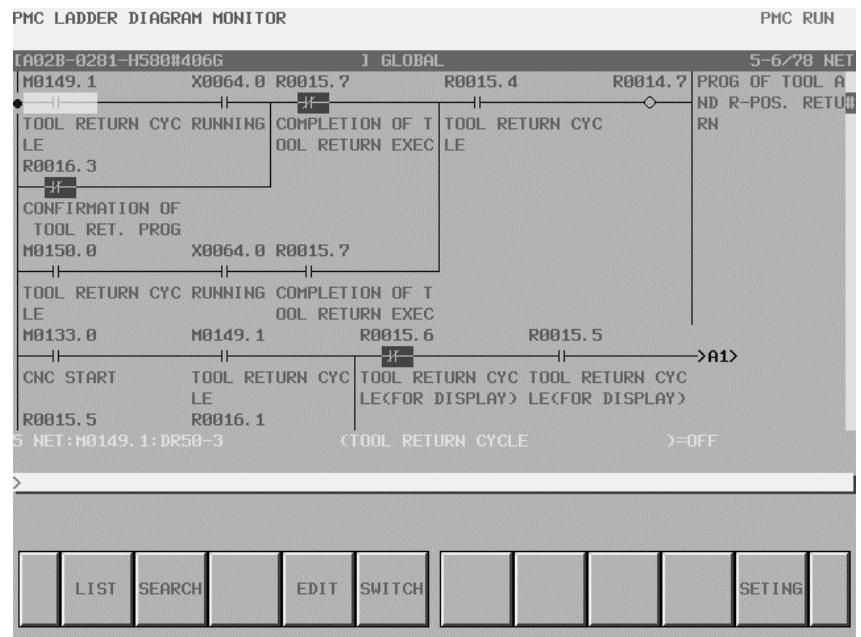 PMC LADDER DIAGRAM MONITOR PMC RUN
[A02B-0281-H580#406G ] GLOBAL 5-6/78 NET
M0149.1 X0064.0 R0015.7 R0015.4 R0014.7 PROG OF TOOL A
ND R-POS. RETU#
TOOL RETURN CYC RUNNING COMPLETION OF T TOOL RETURN CYC RN
LE OOL RETURN EXEC LE
R0016.3
CONFIRMATION OF
TOOL RET. PROG
M0150.0 X0064.0 R0015.7
TOOL RETURN CYC RUNNING COMPLETION OF T
LE OOL RETURN EXEC
M0133.0 M0149.1 R0015.6 R0015.5
>A1>
CNC START TOOL RETURN CYC TOOL RETURN CYC TOOL RETURN CYC
LE LE(FOR DISPLAY) LE(FOR DISPLAY)
R0015.5 R0016.1
5 NET:M0149.1:DR50-3 (TOOL RETURN CYCLE )=OFF
>
LIST SEARCH EDIT SWITCH SETING